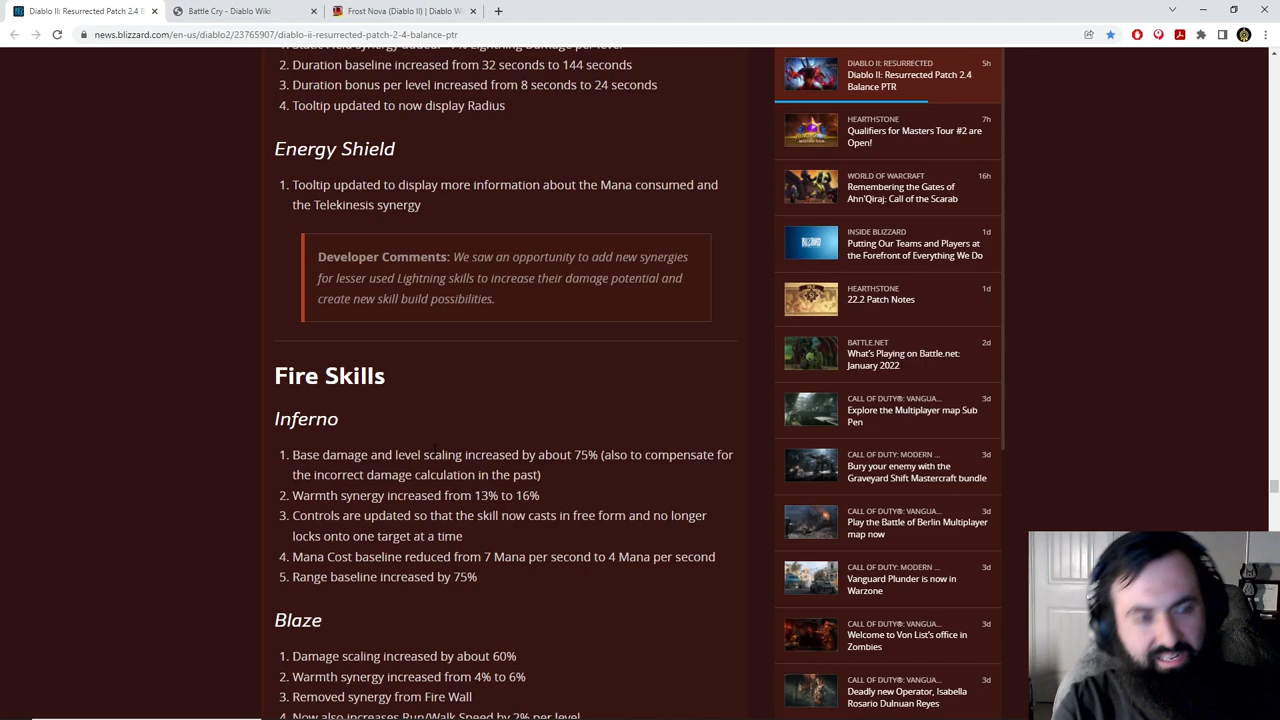 Diablo II: Resurrected Patch 2.4 B
Battle Cry - Diablo Wiki
Frost Nova (Diablo II) | Diablo W
news.blizzard.com/en-us/diablo2/23765907/diablo-ii-resurrected-patch-2-4-balance-ptr
2. Duration baseline increased from 32 seconds to 144 seconds
3. Duration bonus per level increased from 8 seconds to 24 seconds
4. Tooltip updated to now display Radius
Energy Shield
1. Tooltip updated to display more information about the Mana consumed and
the Telekinesis synergy
Developer Comments: We saw an opportunity to add new synergies
for lesser used Lightning skills to increase their damage potential and
create new skill build possibilities.
Fire Skills
Inferno
1. Base damage and level scaling increased by about 75% (also to compensate for
the incorrect damage calculation in the past)
2. Warmth synergy increased from 13% to 16%
3. Controls are updated so that the skill now casts in free form and no longer
locks onto one target at a time
4. Mana Cost baseline reduced from 7 Mana per second to 4 Mana per second
5. Range baseline increased by 75%
Blaze
1. Damage scaling increased by about 60%
2. Warmth synergy increased from 4% to 6%
3. Removed synergy from Fire Wall
4. Now also increases Run/Walk Speed by 2% per level
DIABLO II: RESURRECTED 5h
Diablo II: Resurrected Patch 2.4
Balance PTR
HEARTHSTONE 7h
Qualifiers for Masters Tour #2 are
Open!
WORLD OF WARCRAFT 16h
Remembering the Gates of
Ahn'Qiraj: Call of the Scarab
INSIDE BLIZZARD 1d
Putting Our Teams and Players at
the Forefront of Everything We Do
HEARTHSTONE 1d
22.2 Patch Notes
BATTLE.NET 2d
What's Playing on Battle.net:
January 2022
CALL OF DUTY®: VANGUA... 3d
Explore the Multiplayer map Sub
Pen
CALL OF DUTY: MODERN ... 3d
Bury your enemy with the
Graveyard Shift Mastercraft bundle
CALL OF DUTY®: VANGUA... 3d
Play the Battle of Berlin Multiplayer
map now
CALL OF DUTY: MODERN ... 3d
Vanguard Plunder is now in
Warzone
CALL OF DUTY®: VANGUA... 3d
Welcome to Von List's office in
Zombies
CALL OF DUTY®: VANGUA... 3d
Deadly new Operator, Isabella
Rosario Dulnuan Reyes